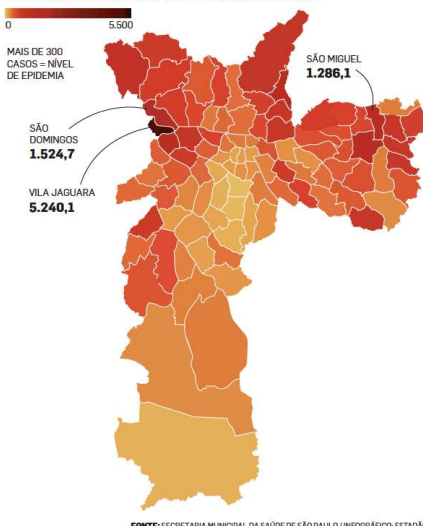 0 5.500
MAIS DE 300
CASOS = NÍVEL
DE EPIDEMIA
SÃO MIGUEL
1.286,1
SÃO
DOMINGOS
1.524,7
VILA JAGUARA
5.240,1
FONTE: SECRETARIA MUNICIPAL DA SAÚDE DE SÃO PAULO / INFOGRÁFICO: ESTADÃO